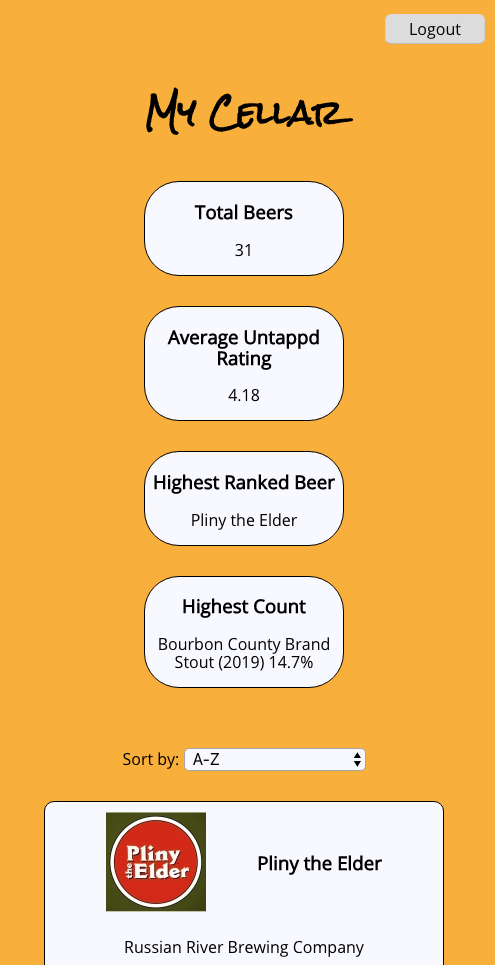 Logout
My Cellar
Total Beers
31
Average Untappd
Rating
4.18
Highest Ranked Beer
Pliny the Elder
Highest Count
Bourbon County Brand
Stout (2019) 14.7%
Sort by: A-Z
Pliny
the Elder
Pliny the Elder
Russian River Brewing Company